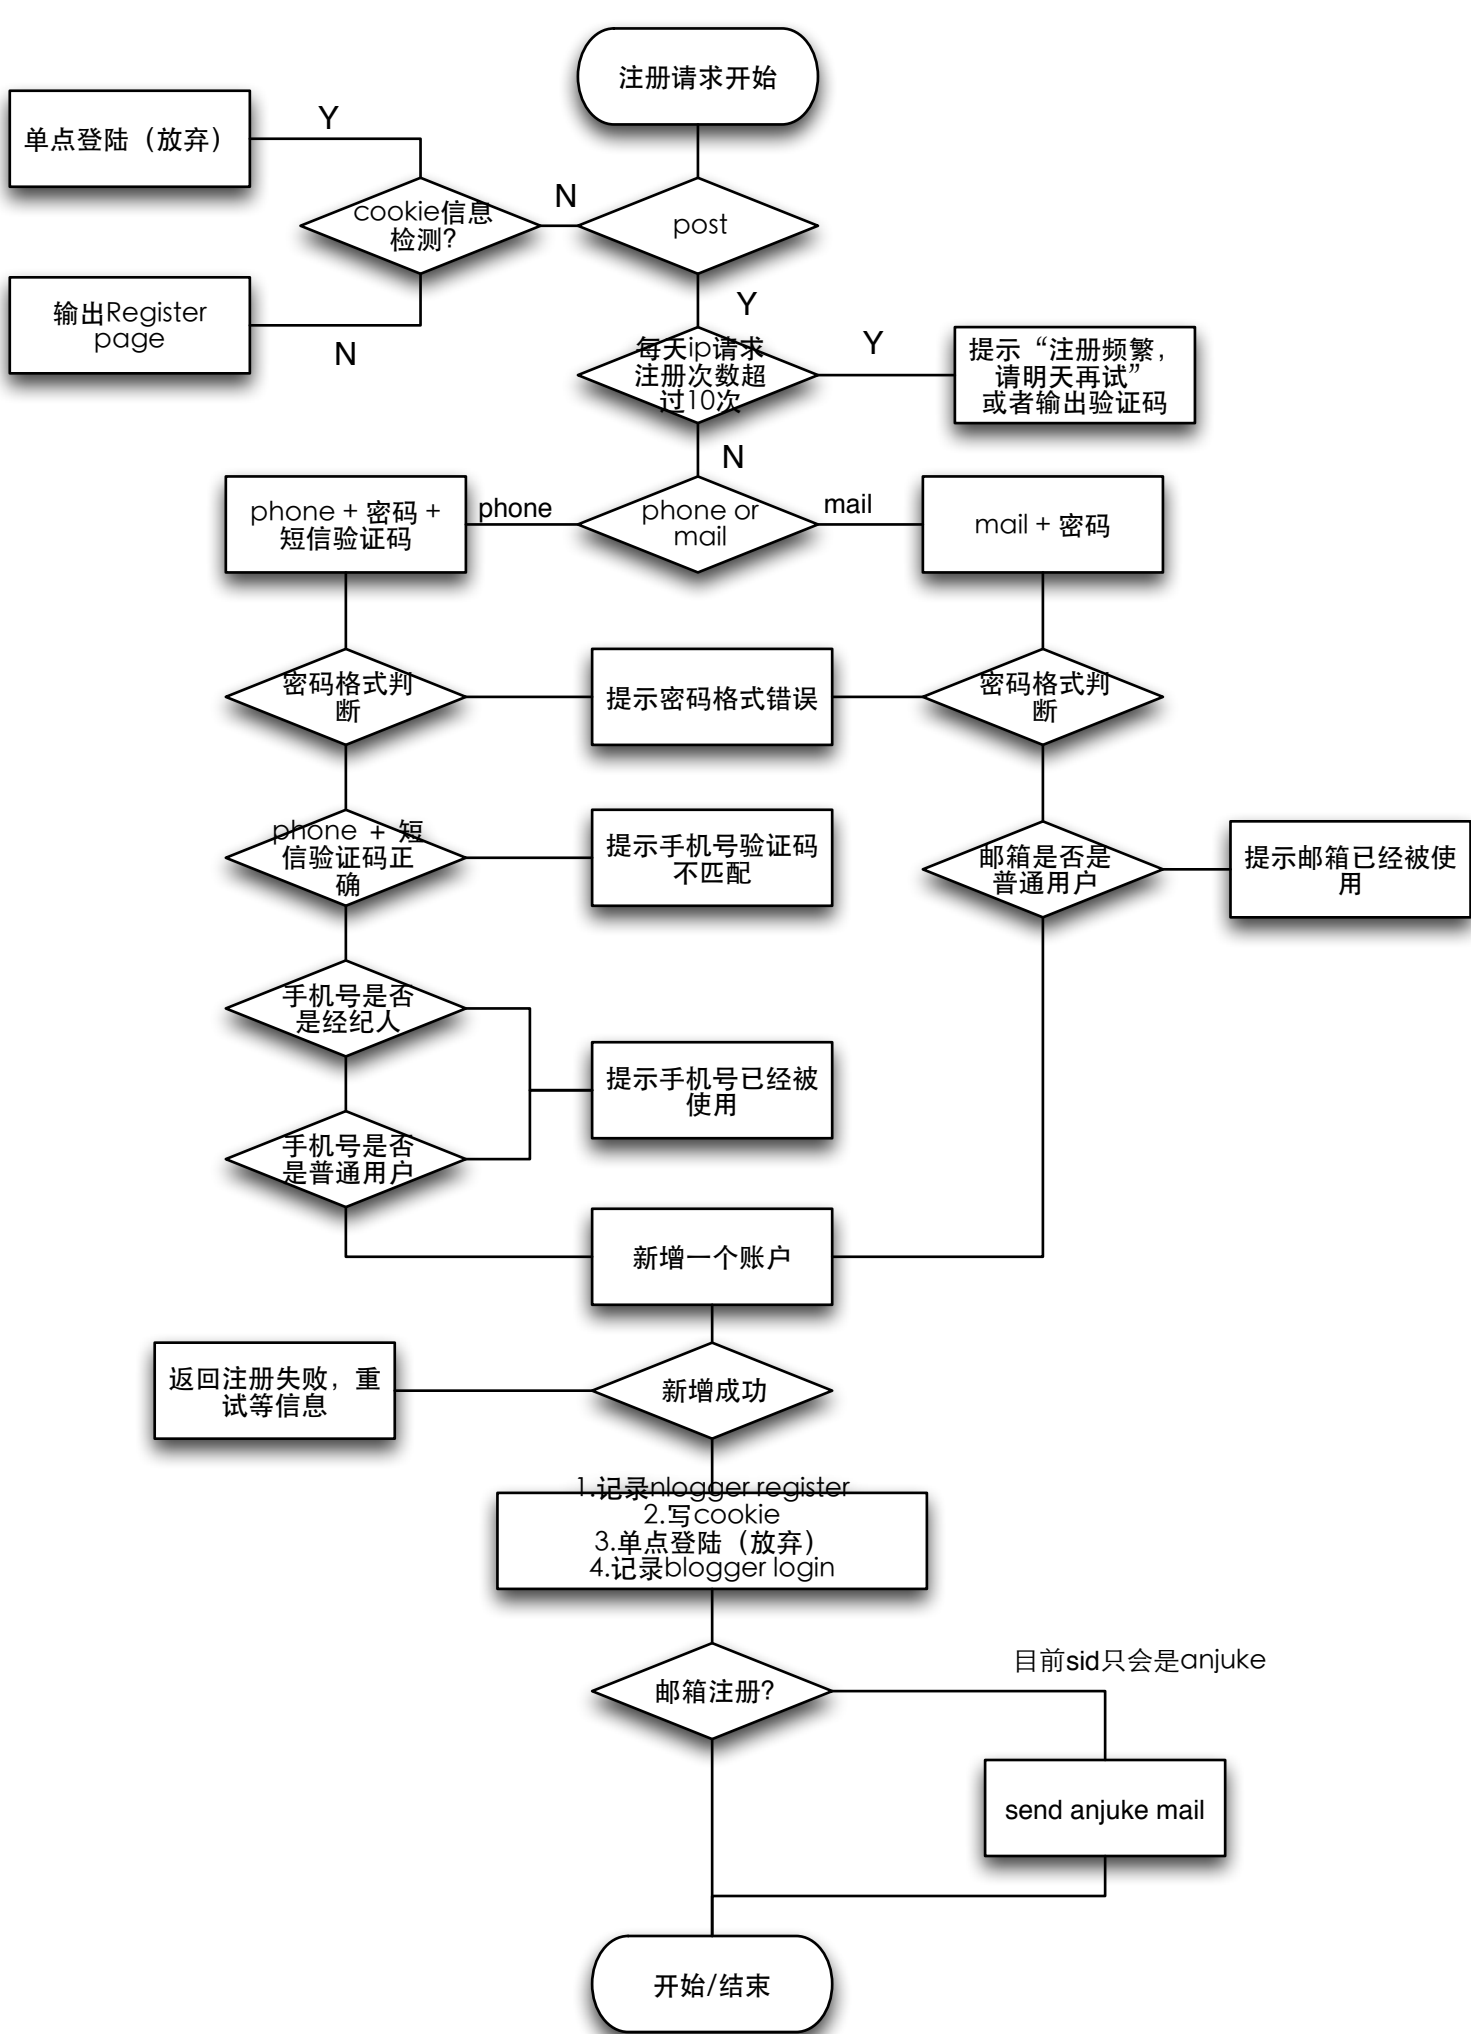 注册请求开始
Y
单点登陆（放弃）
N
cookie信息
检测?
post
输出Register
page
N
Y
每天ip请求
注册次数超
过10次
Y
提示“注册频繁，
请明天再试”
或者输出验证码
N
phone + 密码 +
短信验证码
phone
phone or
mail
mail
mail + 密码
密码格式判
断
提示密码格式错误
密码格式判
断
phone + 短
信验证码正
确
提示手机号验证码
不匹配
邮箱是否是
普通用户
提示邮箱已经被使
用
手机号是否
是经纪人
提示手机号已经被
使用
手机号是否
是普通用户
新增一个账户
返回注册失败，重
试等信息
新增成功
1.记录nlogger register
2.写cookie
3.单点登陆（放弃）
4.记录blogger login
目前sid只会是anjuke
邮箱注册?
send anjuke mail
开始/结束